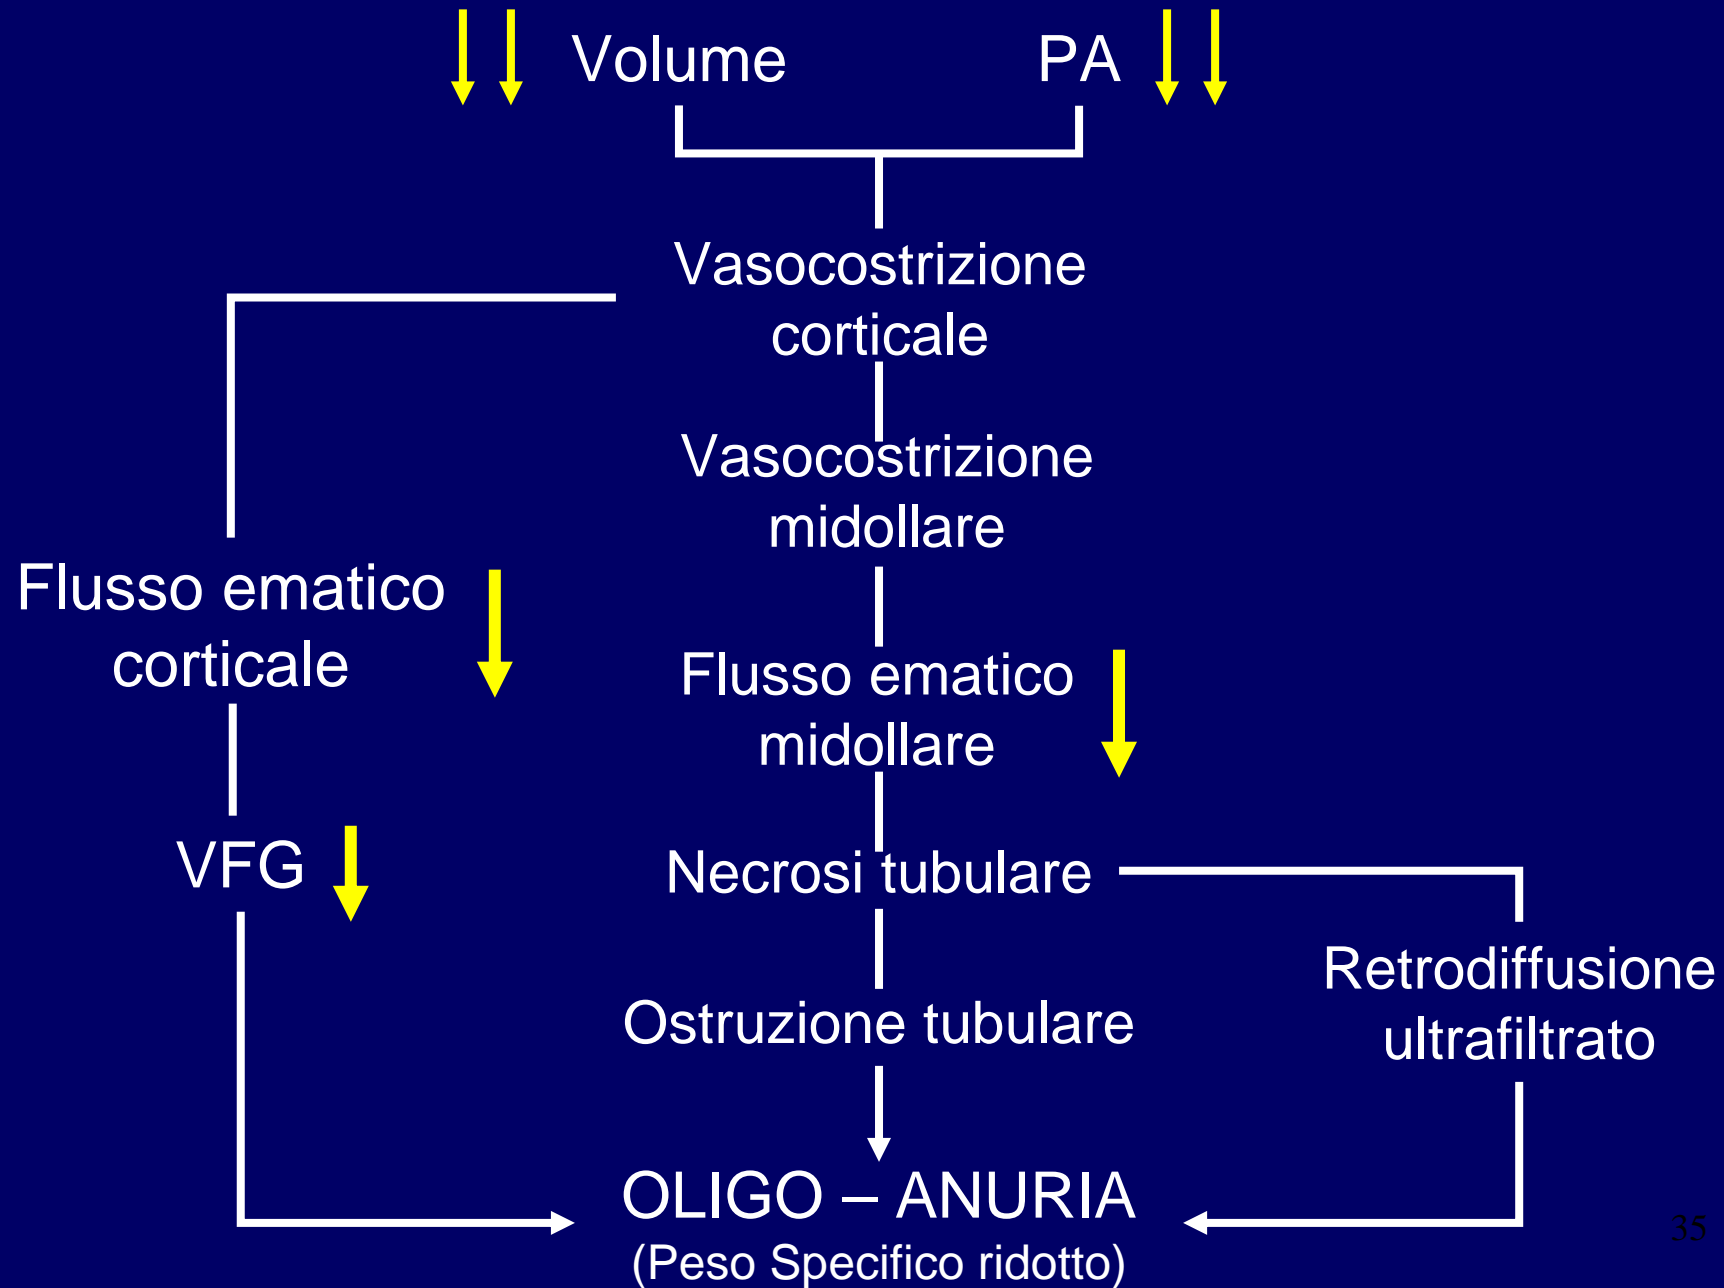 Volume PA
Vasocostrizione
corticale
Vasocostrizione
midollare
Flusso ematico
corticale
Flusso ematico
midollare
VFG
Necrosi tubulare
Retrodiffusione
ultrafiltrato
Ostruzione tubulare
OLIGO – ANURIA
(Peso Specifico ridotto)
35